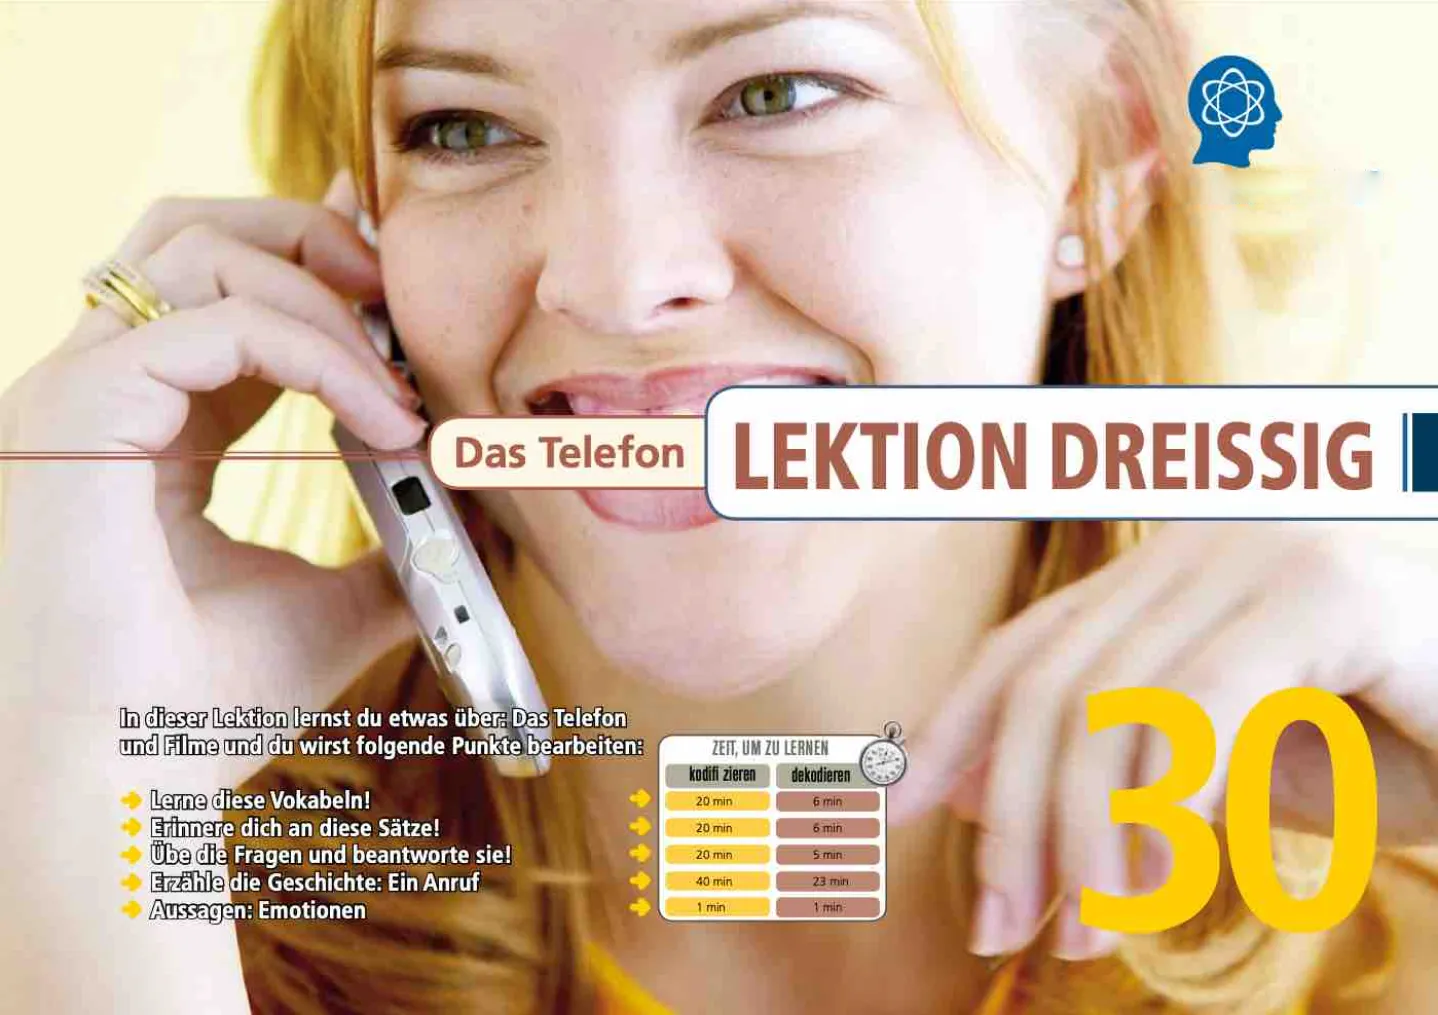 Das Telefon
LEKTION DREISSIG
In dieser Lektion lernst du etwas über: Das Telefon
und Filme und du wirst folgende Punkte bearbeiten:
Lerne diese Vokabeln!
Erinnere dich an diese Sätze!
Übe die Fragen und beantworte sie!
Erzähle die Geschichte: Ein Anruf
Aussagen: Emotionen
ZEIT, UM ZU LERNEN
kodifi zieren dekodieren
20 min 6 min
20 min 6 min
20 min 5 min
40 min 23 min
1 min 1 min
30